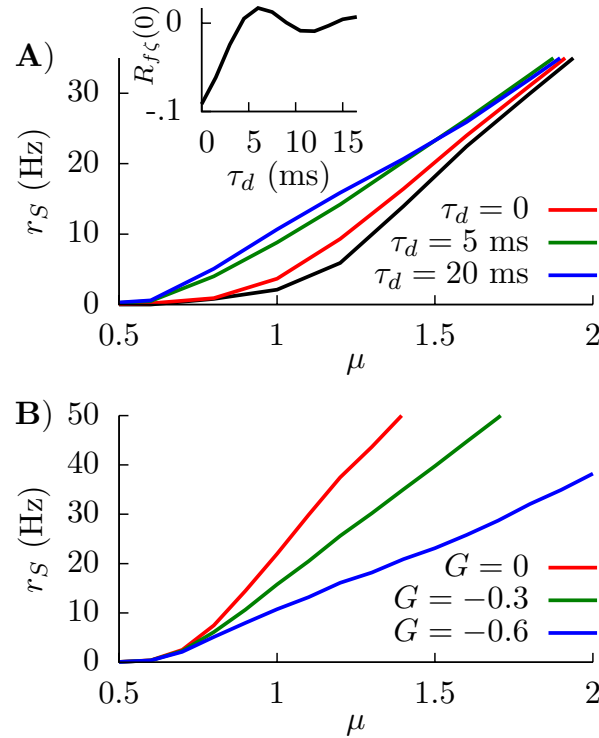 A)
R_{fζ}(0)
0
-.1
0 5 10 15
τ_d (ms)
r_S (Hz)
30
20
10
0
τ_d = 0
τ_d = 5 ms
τ_d = 20 ms
0.5 1 1.5 2
μ
B)
r_S (Hz)
50
40
30
20
10
0
G = 0
G = −0.3
G = −0.6
0.5 1 1.5 2
μ